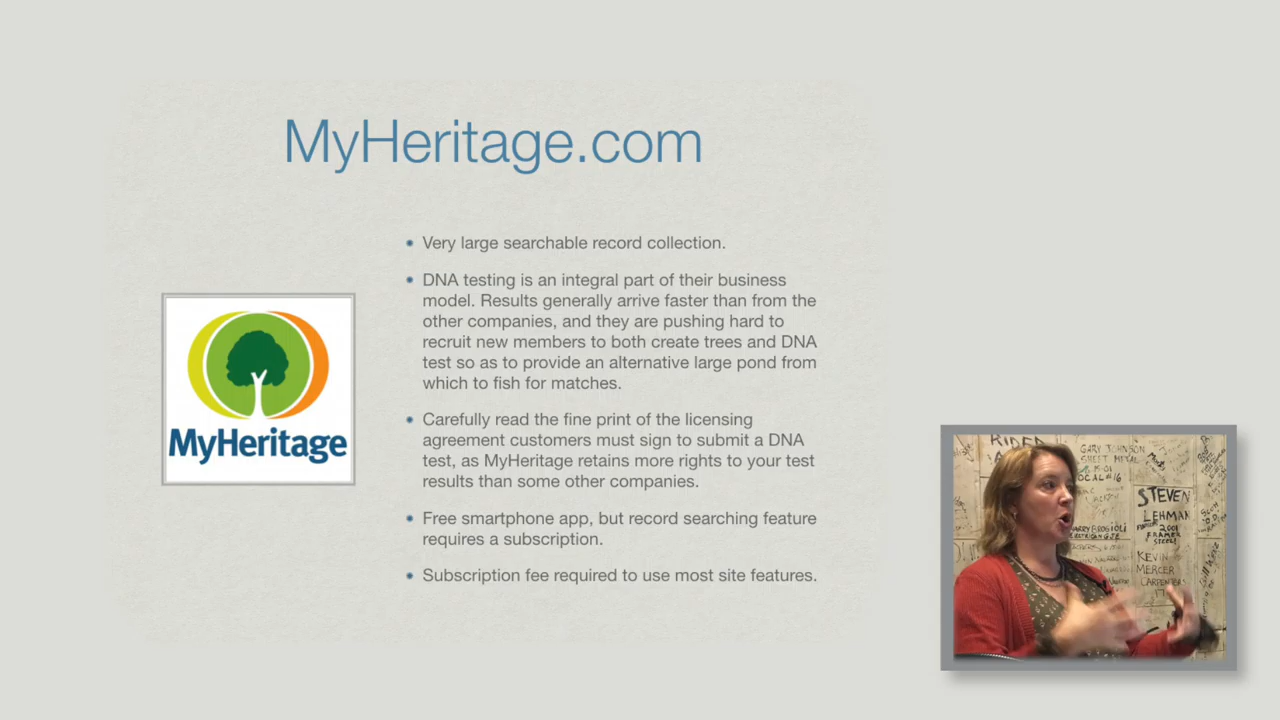 MyHeritage.com
Very large searchable record collection.
DNA testing is an integral part of their business
model. Results generally arrive faster than from the
other companies, and they are pushing hard to
recruit new members to both create trees and DNA
test so as to provide an alternative large pond from
which to fish for matches.
Carefully read the fine print of the licensing
agreement customers must sign to submit a DNA
test, as MyHeritage retains more rights to your test
results than some other companies.
Free smartphone app, but record searching feature
requires a subscription.
Subscription fee required to use most site features.
MyHeritage
GARY JOHNSON
STEVEN
LEHMAN
2001
FRAMER
KEVIN
MERCER